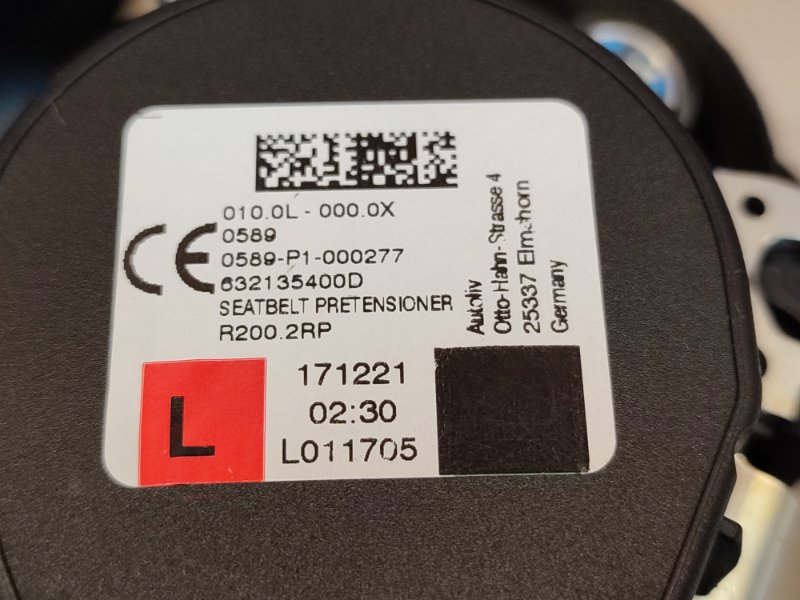 010.0L - 000.0X
CE
0589
0589-P1-000277
632135400D
SEATBELT PRETENSIONER
R200.2RP
Autoliv
Otto-Hahn-Strasse 4
25337 Elmshorn
Germany
L
171221
02:30
L011705